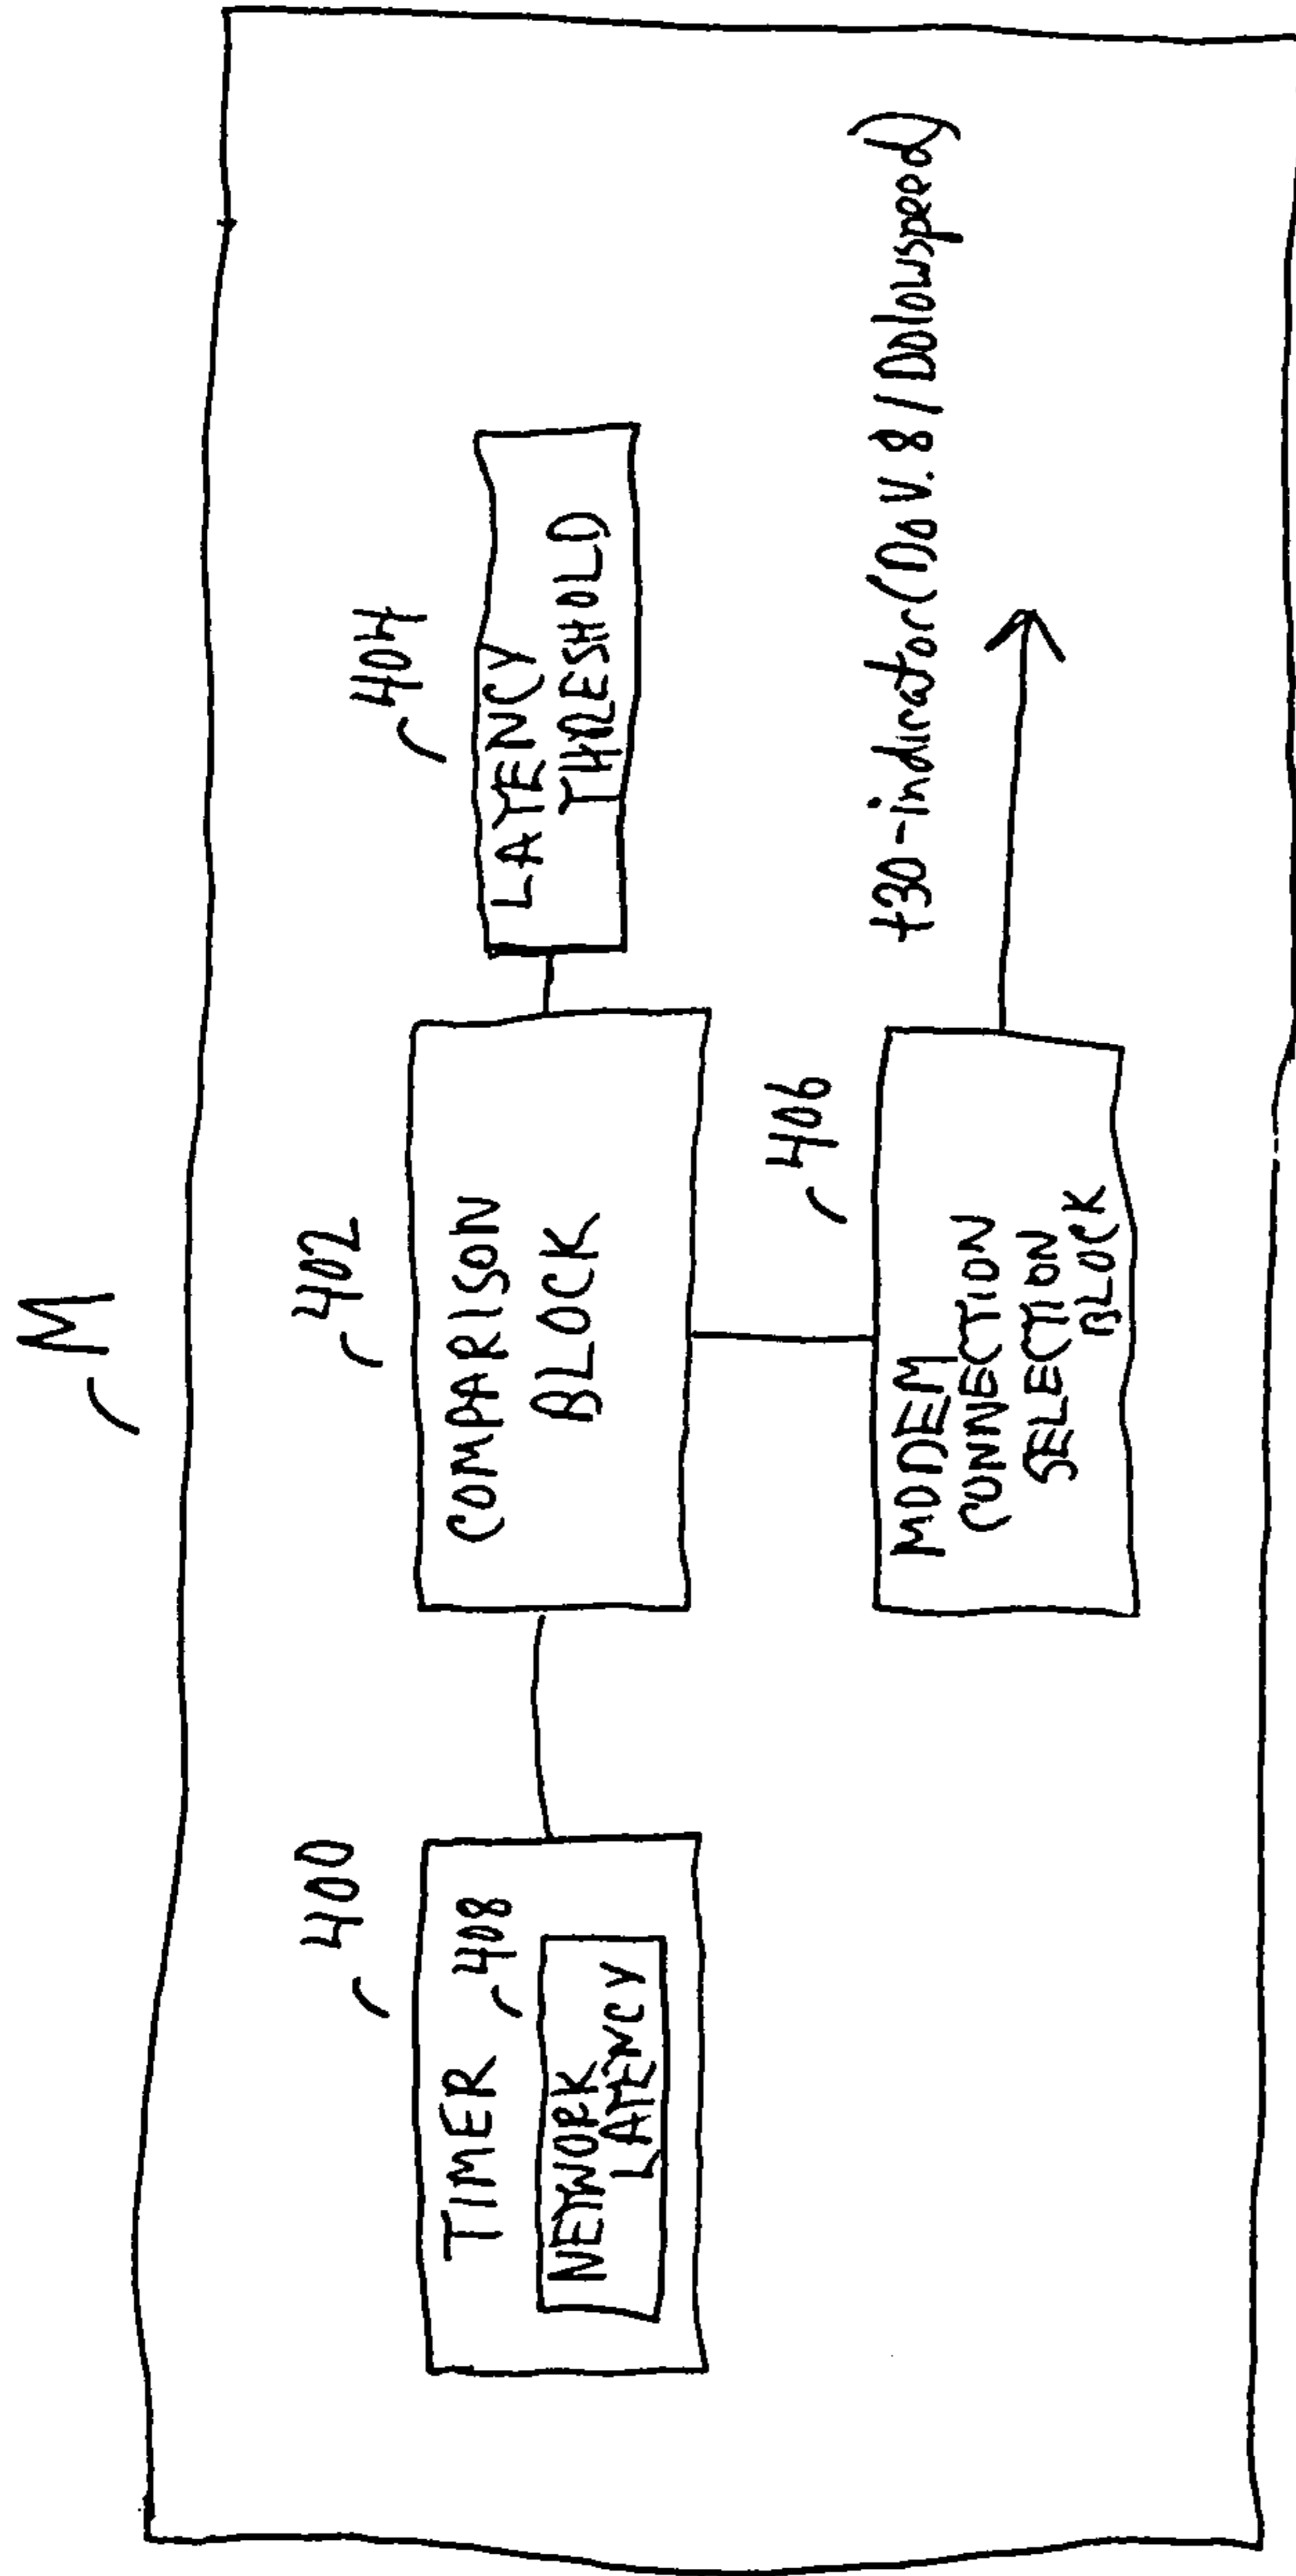 M
400
TIMER
408
NETWORK
LATENCY
402
COMPARISON
BLOCK
404
LATENCY
THRESHOLD
406
MODEM
CONNECTION
SELECTION
BLOCK
t30-indicator(Do V.8 / Dolowspeed)